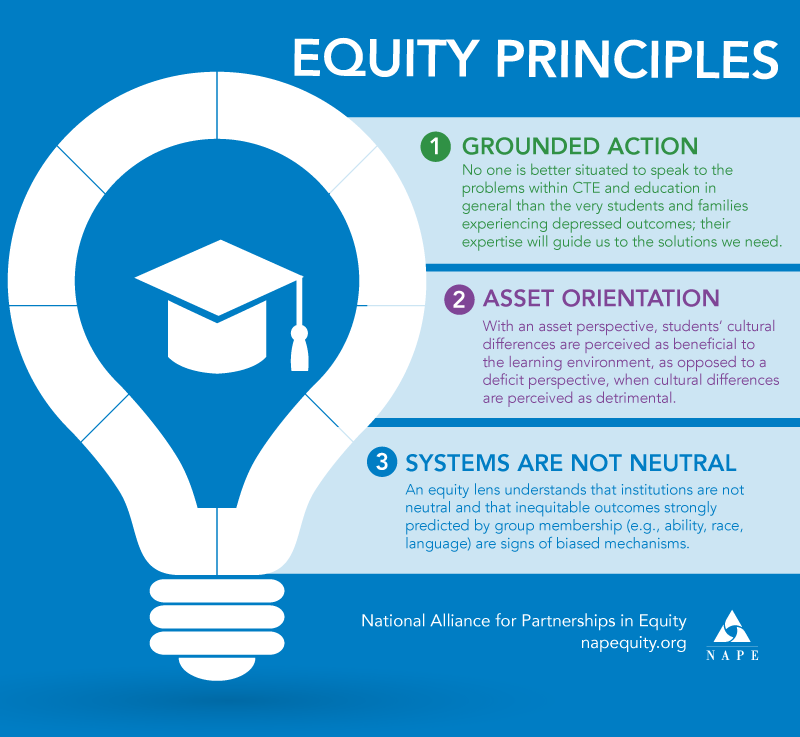 EQUITY PRINCIPLES
1 GROUNDED ACTION
No one is better situated to speak to the
problems within CTE and education in
general than the very students and families
experiencing depressed outcomes; their
expertise will guide us to the solutions we need.
2 ASSET ORIENTATION
With an asset perspective, students’ cultural
differences are perceived as beneficial to
the learning environment, as opposed to a
deficit perspective, when cultural differences
are perceived as detrimental.
3 SYSTEMS ARE NOT NEUTRAL
An equity lens understands that institutions are not
neutral and that inequitable outcomes strongly
predicted by group membership (e.g., ability, race,
language) are signs of biased mechanisms.
National Alliance for Partnerships in Equity
napequity.org
NAPE